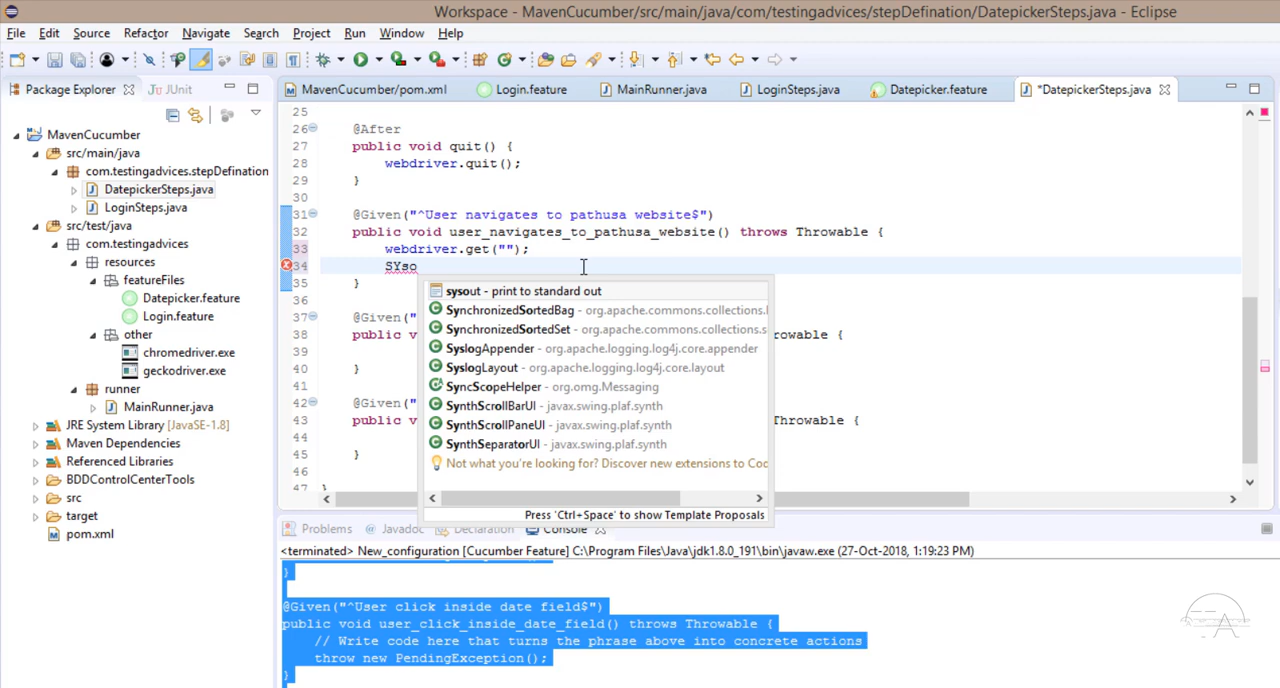 Workspace - MavenCucumber/src/main/java/com/testingadvices/stepDefination/DatepickerSteps.java - Eclipse
File Edit Source Refactor Navigate Search Project Run Window Help
Package Explorer JUnit
MavenCucumber/pom.xml Login.feature MainRunner.java LoginSteps.java Datepicker.feature *DatepickerSteps.java
MavenCucumber
src/main/java
com.testingadvices.stepDefination
DatepickerSteps.java
LoginSteps.java
src/test/java
com.testingadvices
resources
featureFiles
Datepicker.feature
Login.feature
other
chromedriver.exe
geckodriver.exe
runner
MainRunner.java
JRE System Library [JavaSE-1.8]
Maven Dependencies
Referenced Libraries
BDDControlCenterTools
src
target
pom.xml
25
26 @After
27 public void quit() {
28 webdriver.quit();
29 }
30
31 @Given("^User navigates to pathusa website$")
32 public void user_navigates_to_pathusa_website() throws Throwable {
33 webdriver.get("");
34 SYso
35 }
36
37 @Given("
38 public v rowable {
39
40 }
41
42 @Given("
43 public v Throwable {
44
45 }
46
47 }
sysout - print to standard out
SynchronizedSortedBag - org.apache.commons.collections.
SynchronizedSortedSet - org.apache.commons.collections.s
SyslogAppender - org.apache.logging.log4j.core.appender
SyslogLayout - org.apache.logging.log4j.core.layout
SyncScopeHelper - org.omg.Messaging
SynthScrollBarUI - javax.swing.plaf.synth
SynthScrollPaneUI - javax.swing.plaf.synth
SynthSeparatorUI - javax.swing.plaf.synth
Not what you're looking for? Discover new extensions to Cod
Press 'Ctrl+Space' to show Template Proposals
Problems @ Javadoc Declaration Console
<terminated> New_configuration [Cucumber Feature] C:\Program Files\Java\jdk1.8.0_191\bin\javaw.exe (27-Oct-2018, 1:19:23 PM)
}
@Given("^User click inside date field$")
public void user_click_inside_date_field() throws Throwable {
// Write code here that turns the phrase above into concrete actions
throw new PendingException();
}